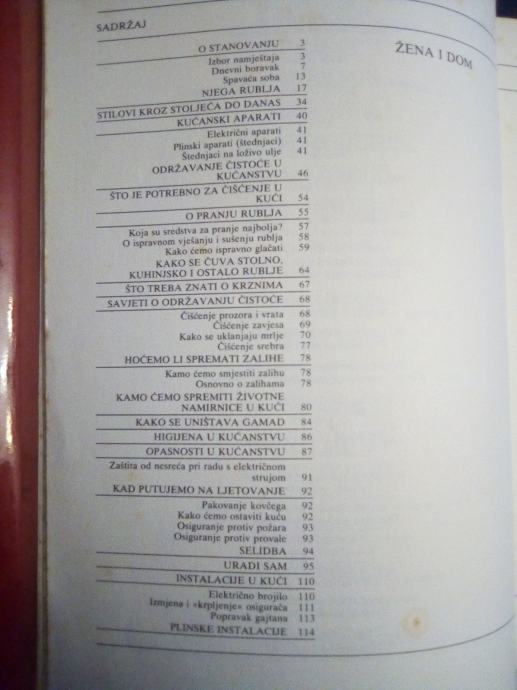 SADRŽAJ
ŽENA I DOM
O STANOVANJU 3
Izbor namještaja 3
Dnevni boravak 7
Spavaća soba 13
NJEGA RUBLJA 17
STILOVI KROZ STOLJEĆA DO DANAS 34
KUĆANSKI APARATI 40
Električni aparati 41
Plinski aparati (štednjaci) 41
Štednjaci na loživo ulje 41
ODRŽAVANJE ČISTOĆE U
KUĆANSTVU 46
ŠTO JE POTREBNO ZA ČIŠĆENJE U
KUĆI 54
O PRANJU RUBLJA 55
Koja su sredstva za pranje najbolja? 57
O ispravnom vješanju i sušenju rublja 58
Kako ćemo ispravno glačati 59
KAKO SE ČUVA STOLNO,
KUHINJSKO I OSTALO RUBLJE 64
ŠTO TREBA ZNATI O KRZNIMA 67
SAVJETI O ODRŽAVANJU ČISTOĆE 68
Čišćenje prozora i vrata 68
Čišćenje zavjesa 69
Kako se uklanjaju mrlje 70
Čišćenje srebra 77
HOĆEMO LI SPREMATI ZALIHE 78
Kamo ćemo smjestiti zalihu 78
Osnovno o zalihama 78
KAMO ĆEMO SPREMITI ŽIVOTNE
NAMIRNICE U KUĆI 80
KAKO SE UNIŠTAVA GAMAD 84
HIGIJENA U KUĆANSTVU 86
OPASNOSTI U KUĆANSTVU 87
Zaštita od nesreća pri radu s električnom
strujom 91
KAD PUTUJEMO NA LJETOVANJE 92
Pakovanje kovčega 92
Kako ćemo ostaviti kuću 92
Osiguranje protiv požara 93
Osiguranje protiv provale 93
SELIDBA 94
URADI SAM 95
INSTALACIJE U KUĆI 110
Električno brojilo 110
Izmjena i »krpljenje« osigurača 111
Popravak gajtana 113
PLINSKE INSTALACIJE 114